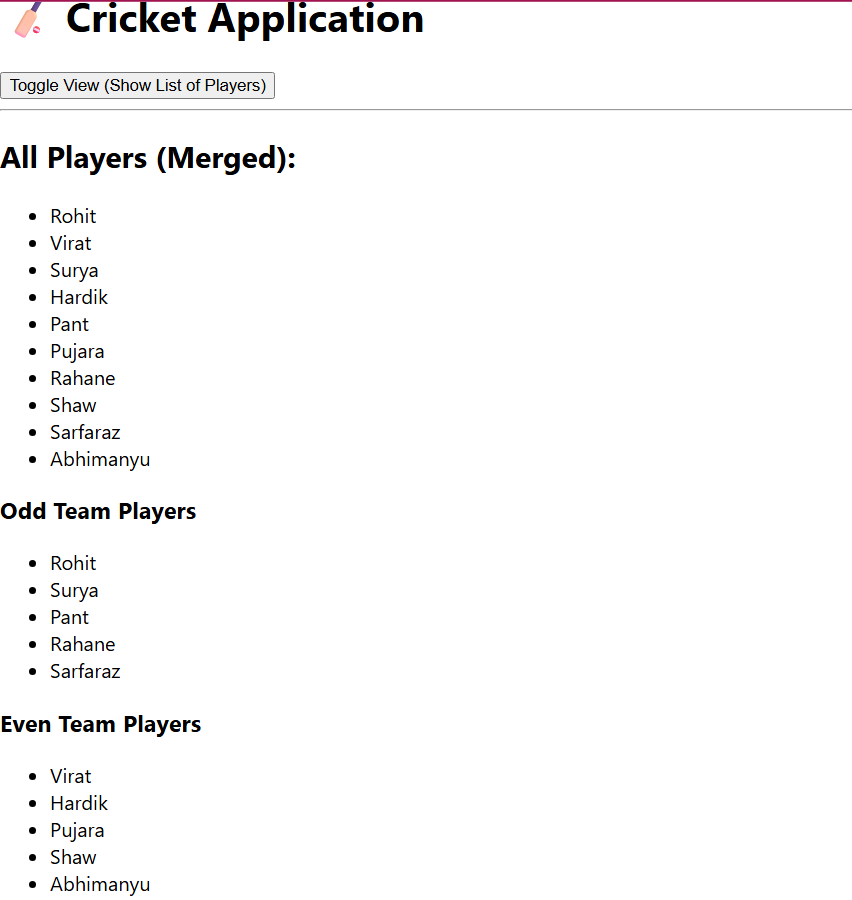 Cricket Application
Toggle View (Show List of Players)
All Players (Merged):
Rohit
Virat
Surya
Hardik
Pant
Pujara
Rahane
Shaw
Sarfaraz
Abhimanyu
Odd Team Players
Rohit
Surya
Pant
Rahane
Sarfaraz
Even Team Players
Virat
Hardik
Pujara
Shaw
Abhimanyu